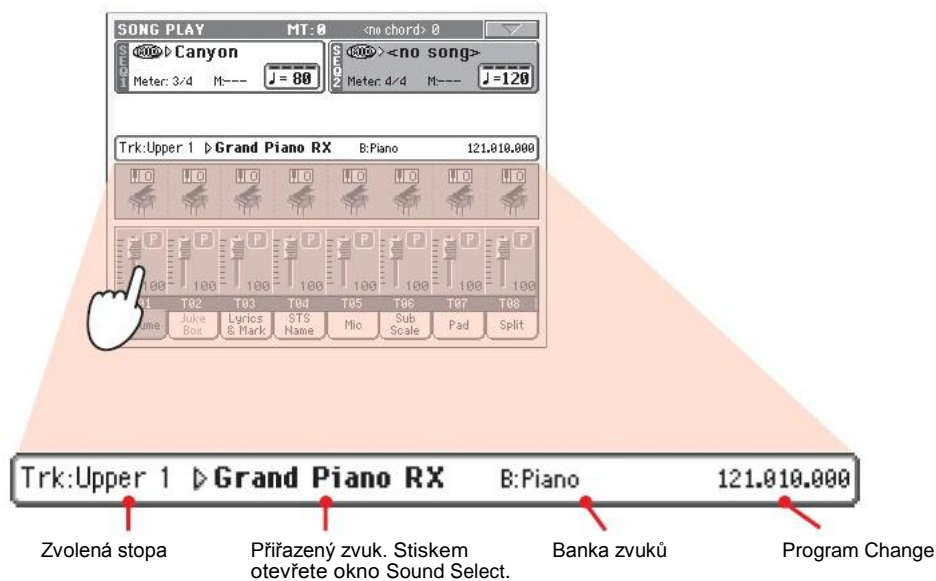 SONG PLAY MT:0 <no chord> 0
SEQ1 KAR Canyon SEQ2 KAR <no song>
Meter: 3/4 M:--- ♩= 80 Meter: 4/4 M:--- ♩=120
Trk:Upper 1 Grand Piano RX B:Piano 121.010.000
P P P P P P P P
100 100 100 100 100 100 100
T02 T03 T04 T05 T06 T07 T08
Juke Box Lyrics & Mark STS Name Mic Sub Scale Pad Split
Trk:Upper 1 Grand Piano RX B:Piano 121.010.000
Zvolená stopa Přiřazený zvuk. Stiskem Banka zvuků Program Change
otevřete okno Sound Select.